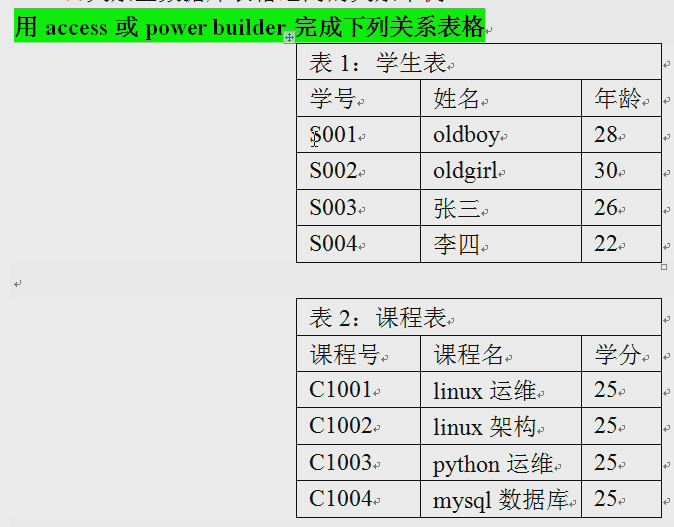 用 access 或 power builder 完成下列关系表格
表 1：学生表
学号 姓名 年龄
S001 oldboy 28
S002 oldgirl 30
S003 张三 26
S004 李四 22
表 2：课程表
课程号 课程名 学分
C1001 linux 运维 25
C1002 linux 架构 25
C1003 python 运维 25
C1004 mysql 数据库 25